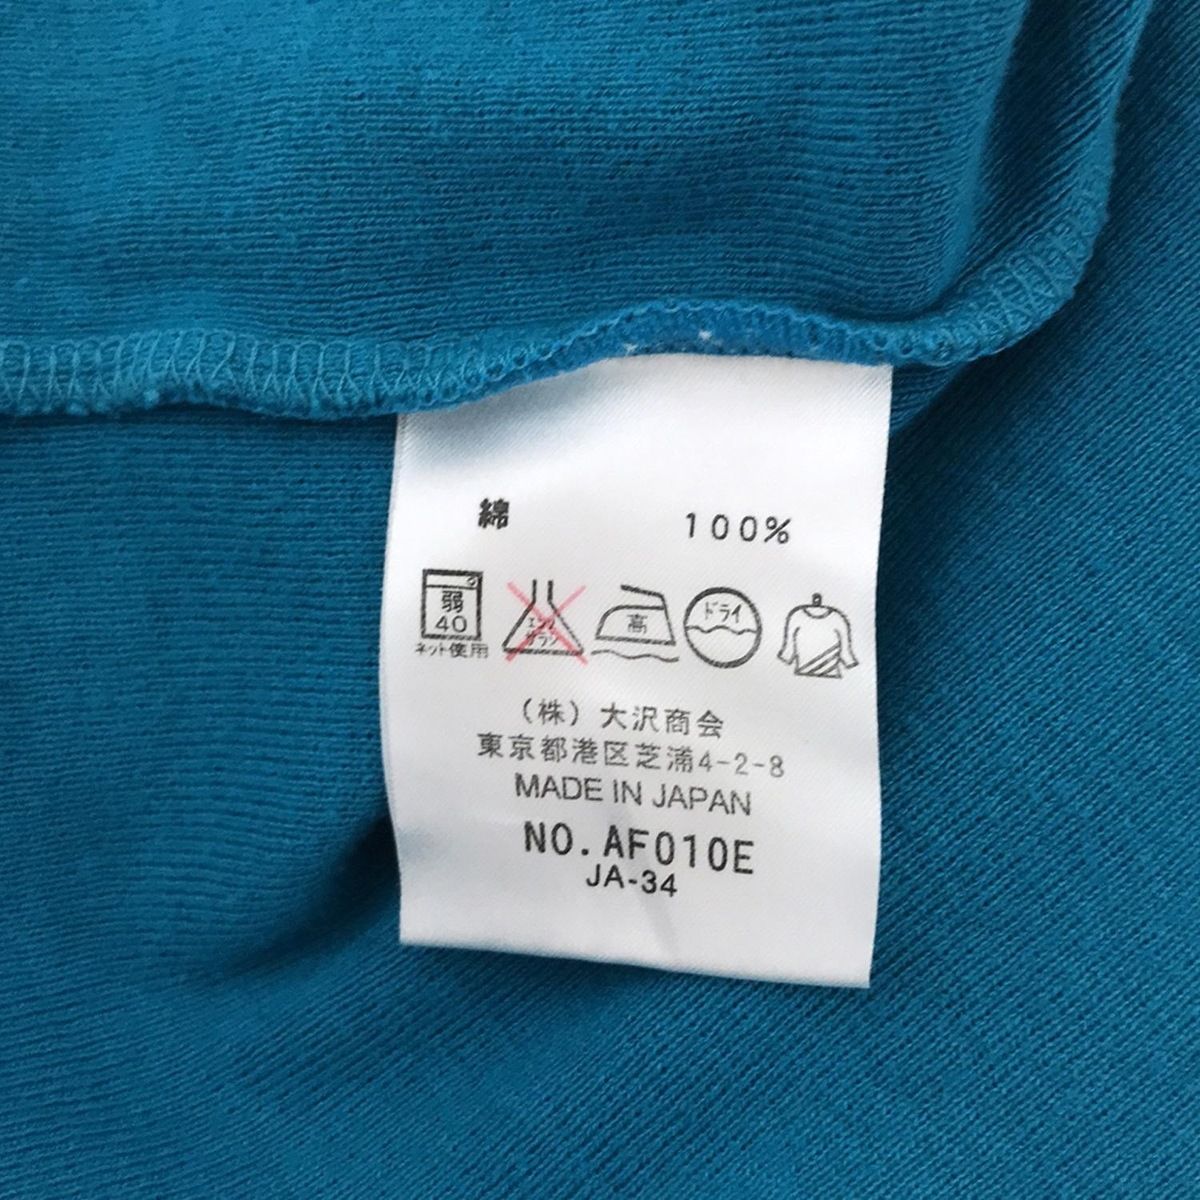 綿 100%
弱
40
ネット使用
エンソ
サラシ
高
ドライ
(株) 大沢商会
東京都港区芝浦4-2-8
MADE IN JAPAN
NO. AF010E
JA-34